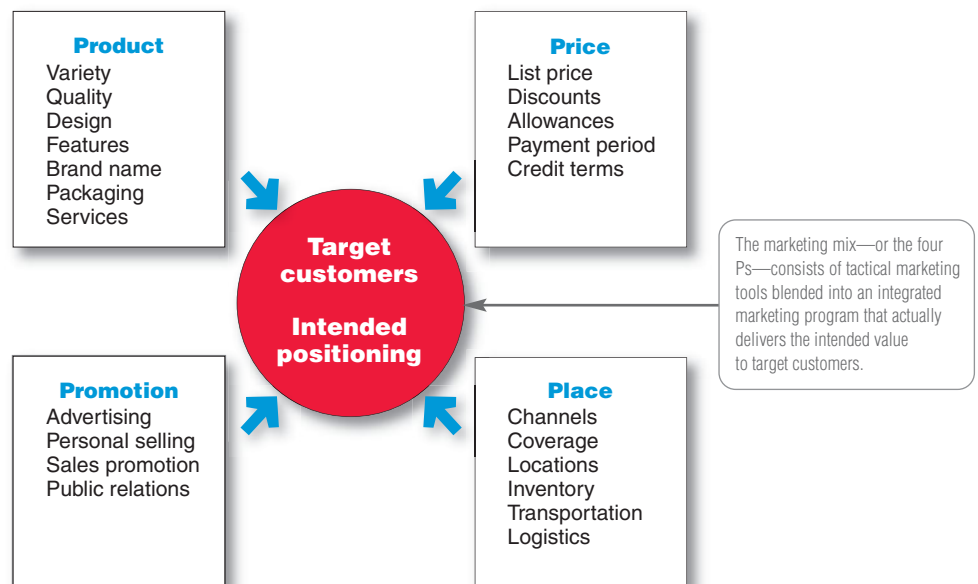 Product
Variety
Quality
Design
Features
Brand name
Packaging
Services
Price
List price
Discounts
Allowances
Payment period
Credit terms
Target
customers
Intended
positioning
The marketing mix—or the four
Ps—consists of tactical marketing
tools blended into an integrated
marketing program that actually
delivers the intended value
to target customers.
Promotion
Advertising
Personal selling
Sales promotion
Public relations
Place
Channels
Coverage
Locations
Inventory
Transportation
Logistics